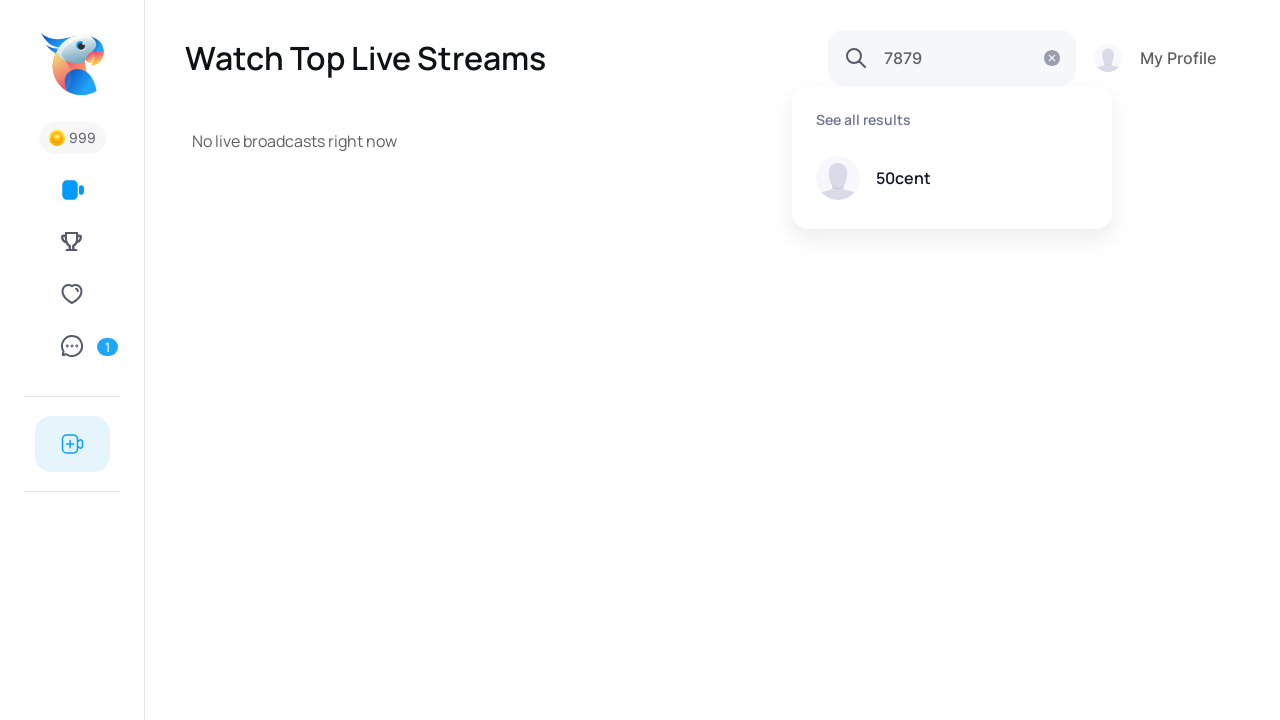 Watch Top Live Streams
7879
My Profile
See all results
50cent
999
No live broadcasts right now
1